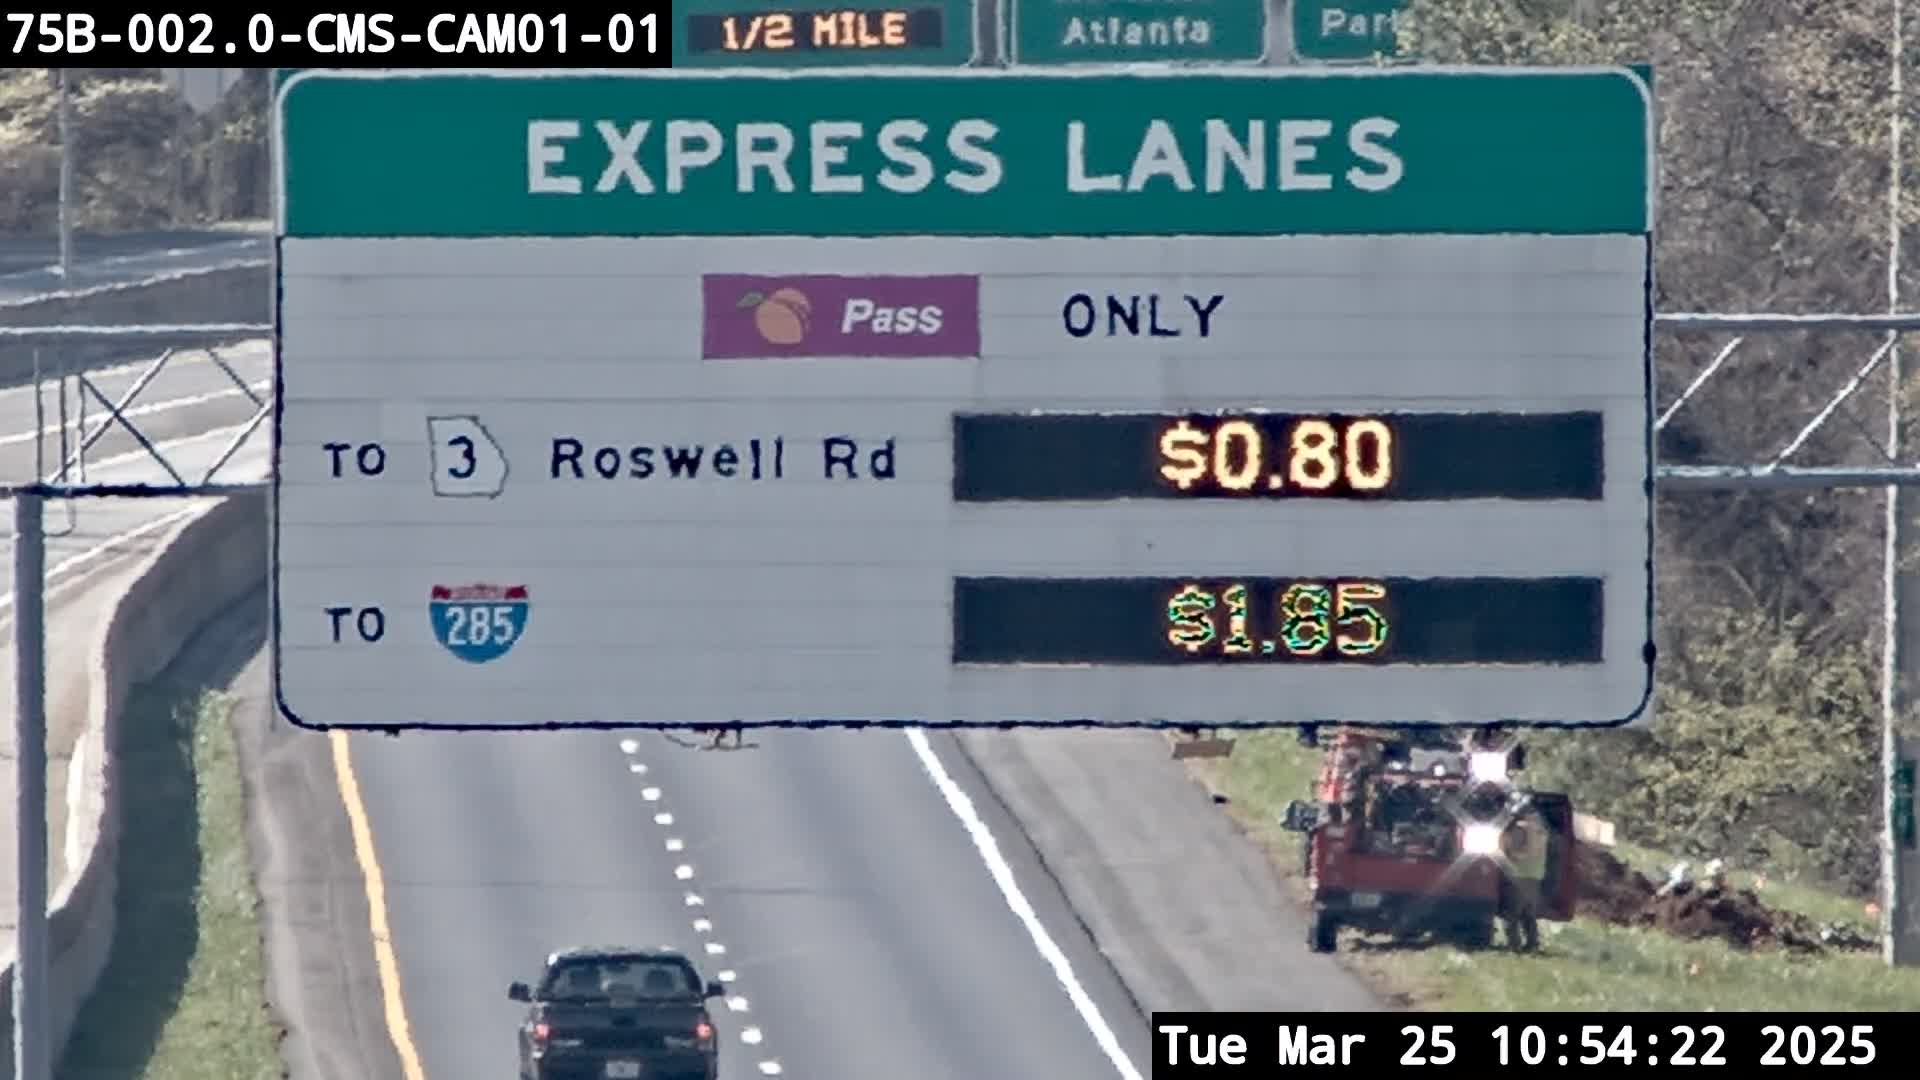 75B-002.0-CMS-CAM01-01
1/2 MILE
Atlanta
EXPRESS LANES
Pass ONLY
TO 3 Roswell Rd $0.80
TO 285 $1.85
Tue Mar 25 10:54:22 2025